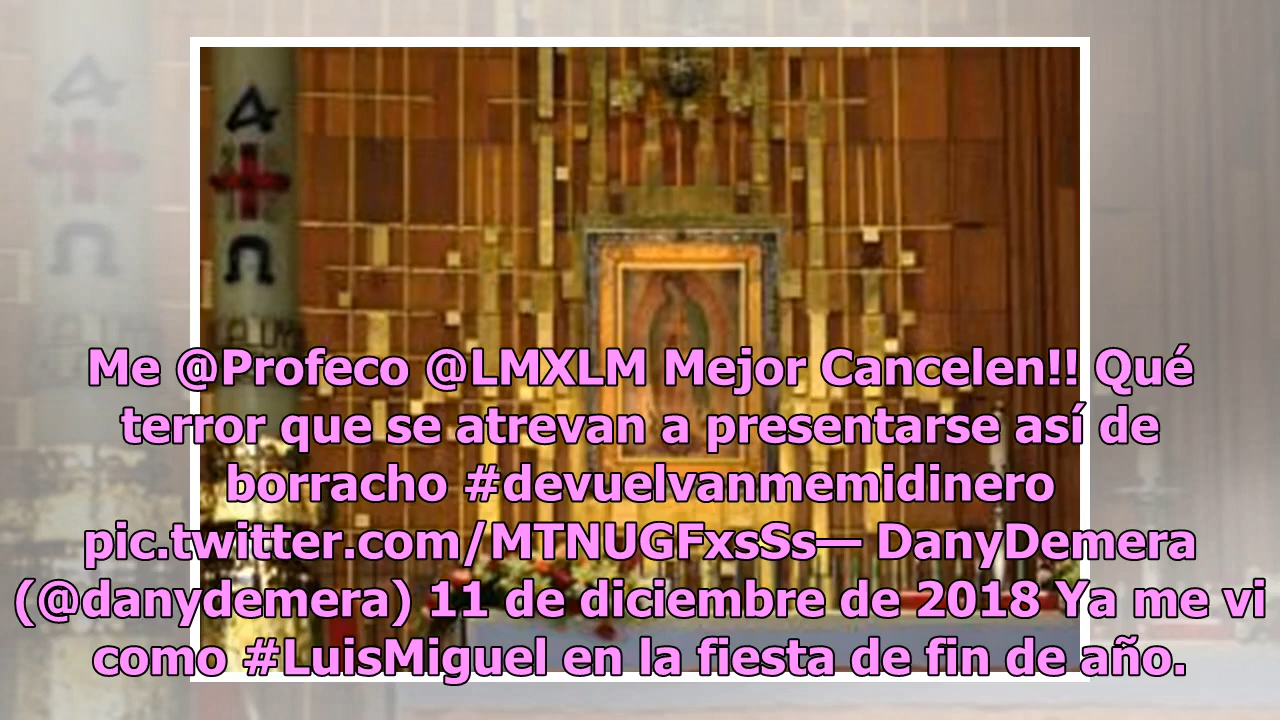 Α
Ω
Me @Profeco @LMXLM Mejor Cancelen!! Qué
terror que se atrevan a presentarse así de
borracho #devuelvanmemidinero
pic.twitter.com/MTNUGFxsSs— DanyDemera
(@danydemera) 11 de diciembre de 2018 Ya me vi
como #LuisMiguel en la fiesta de fin de año.